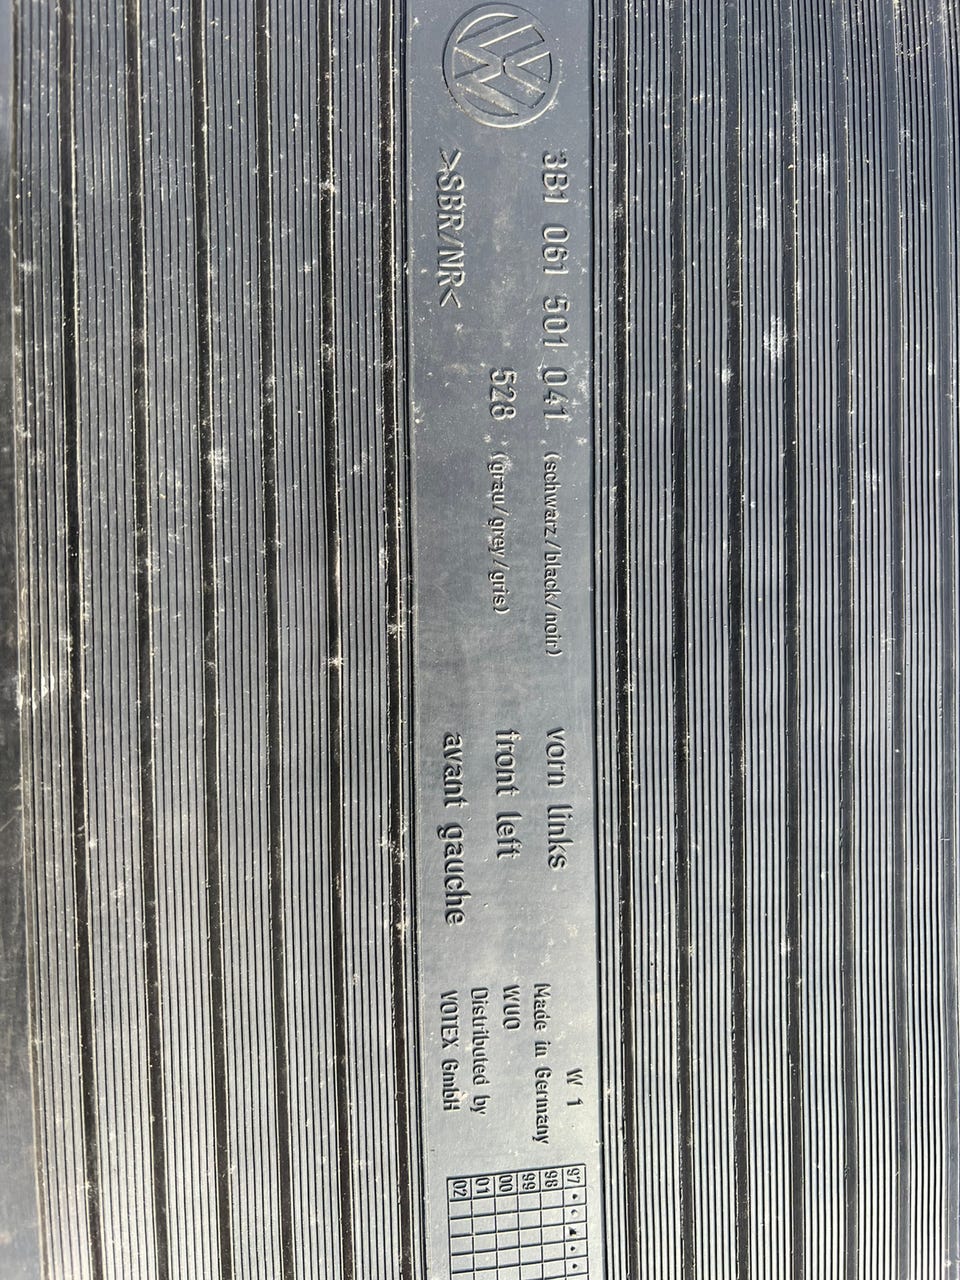 3B1 061 501 041 (schwarz/black/noir)
528 (grau/grey/gris)
>SBR/NR<
vorn links
front left
avant gauche
W 1
Made in Germany
WUO
Distributed by
VOTEX GmbH
97
98
99
00
01
02